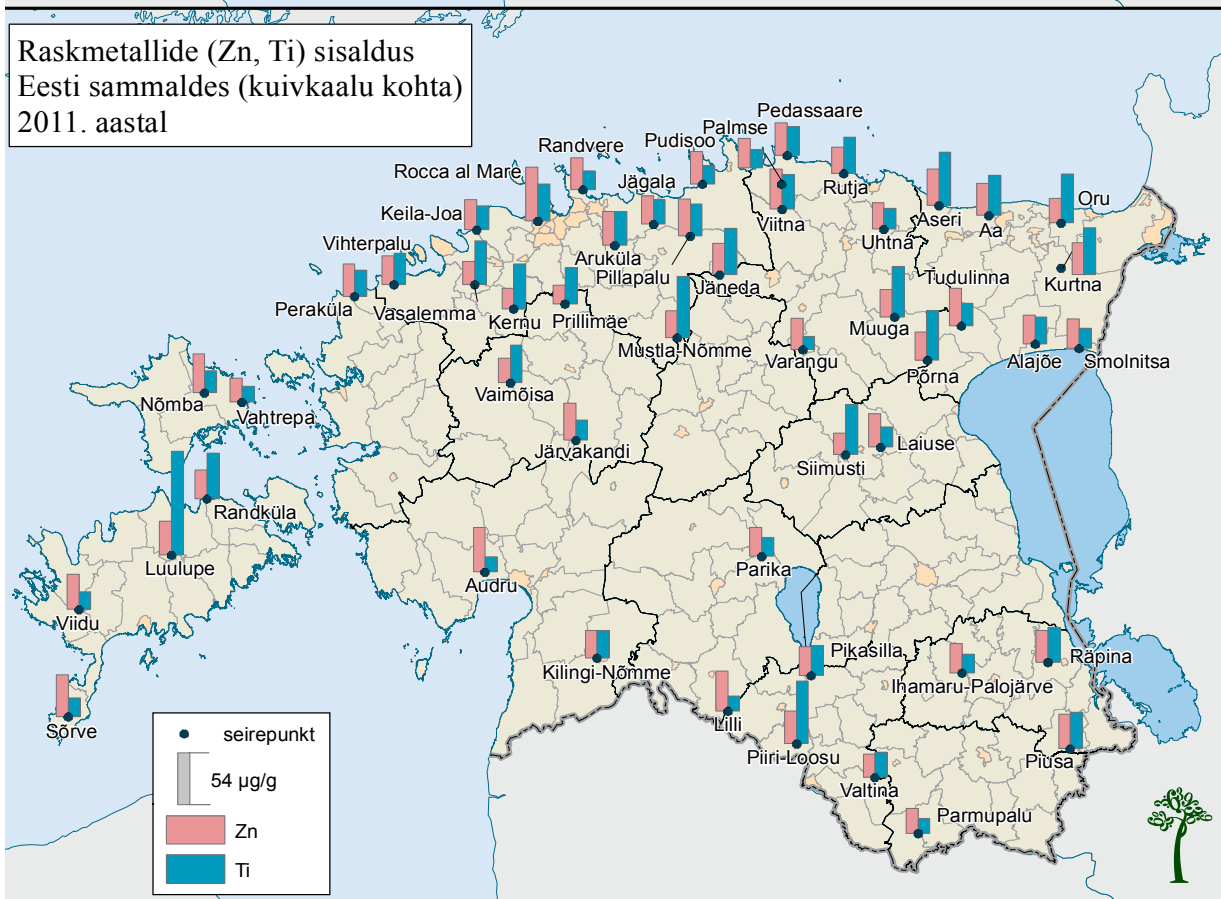 Raskmetallide (Zn, Ti) sisaldus
Eesti sammaldes (kuivkaalu kohta)
2011. aastal
Pedassaare
Palmse
Pudisoo
Randvere
Rocca al Mare
Jägala
Rutja
Viitna
Aseri
Aa
Oru
Keila-Joa
Uhtna
Vihterpalu
Aruküla
Pillapalu
Jäneda
Tudulinna
Kurtna
Peraküla
Vasalemma
Kernu
Prillimäe
Mustla-Nõmme
Muuga
Varangu
Põrna
Alajõe
Smolnitsa
Nõmba
Vahtrepa
Vaimõisa
Järvakandi
Siimusti
Laiuse
Randküla
Luulupe
Audru
Parika
Viidu
Kilingi-Nõmme
Pikasilla
Ihamaru-Palojärve
Räpina
Sõrve
Lilli
Piiri-Loosu
Piusa
Valtina
Parmupalu
seirepunkt
54 µg/g
Zn
Ti